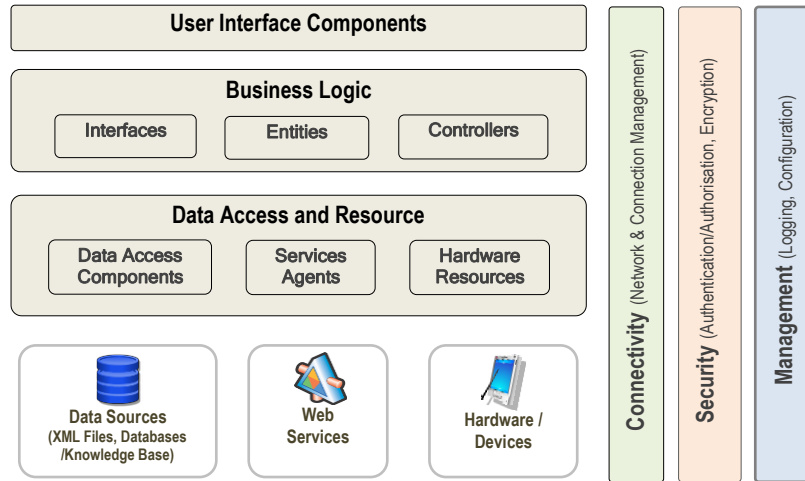 User Interface Components
Business Logic
Interfaces
Entities
Controllers
Data Access and Resource
Data Access
Components
Services
Agents
Hardware
Resources
Data Sources
(XML Files, Databases
/Knowledge Base)
Web
Services
Hardware /
Devices
Connectivity (Network & Connection Management)
Security (Authentication/Authorisation, Encryption)
Management (Logging, Configuration)